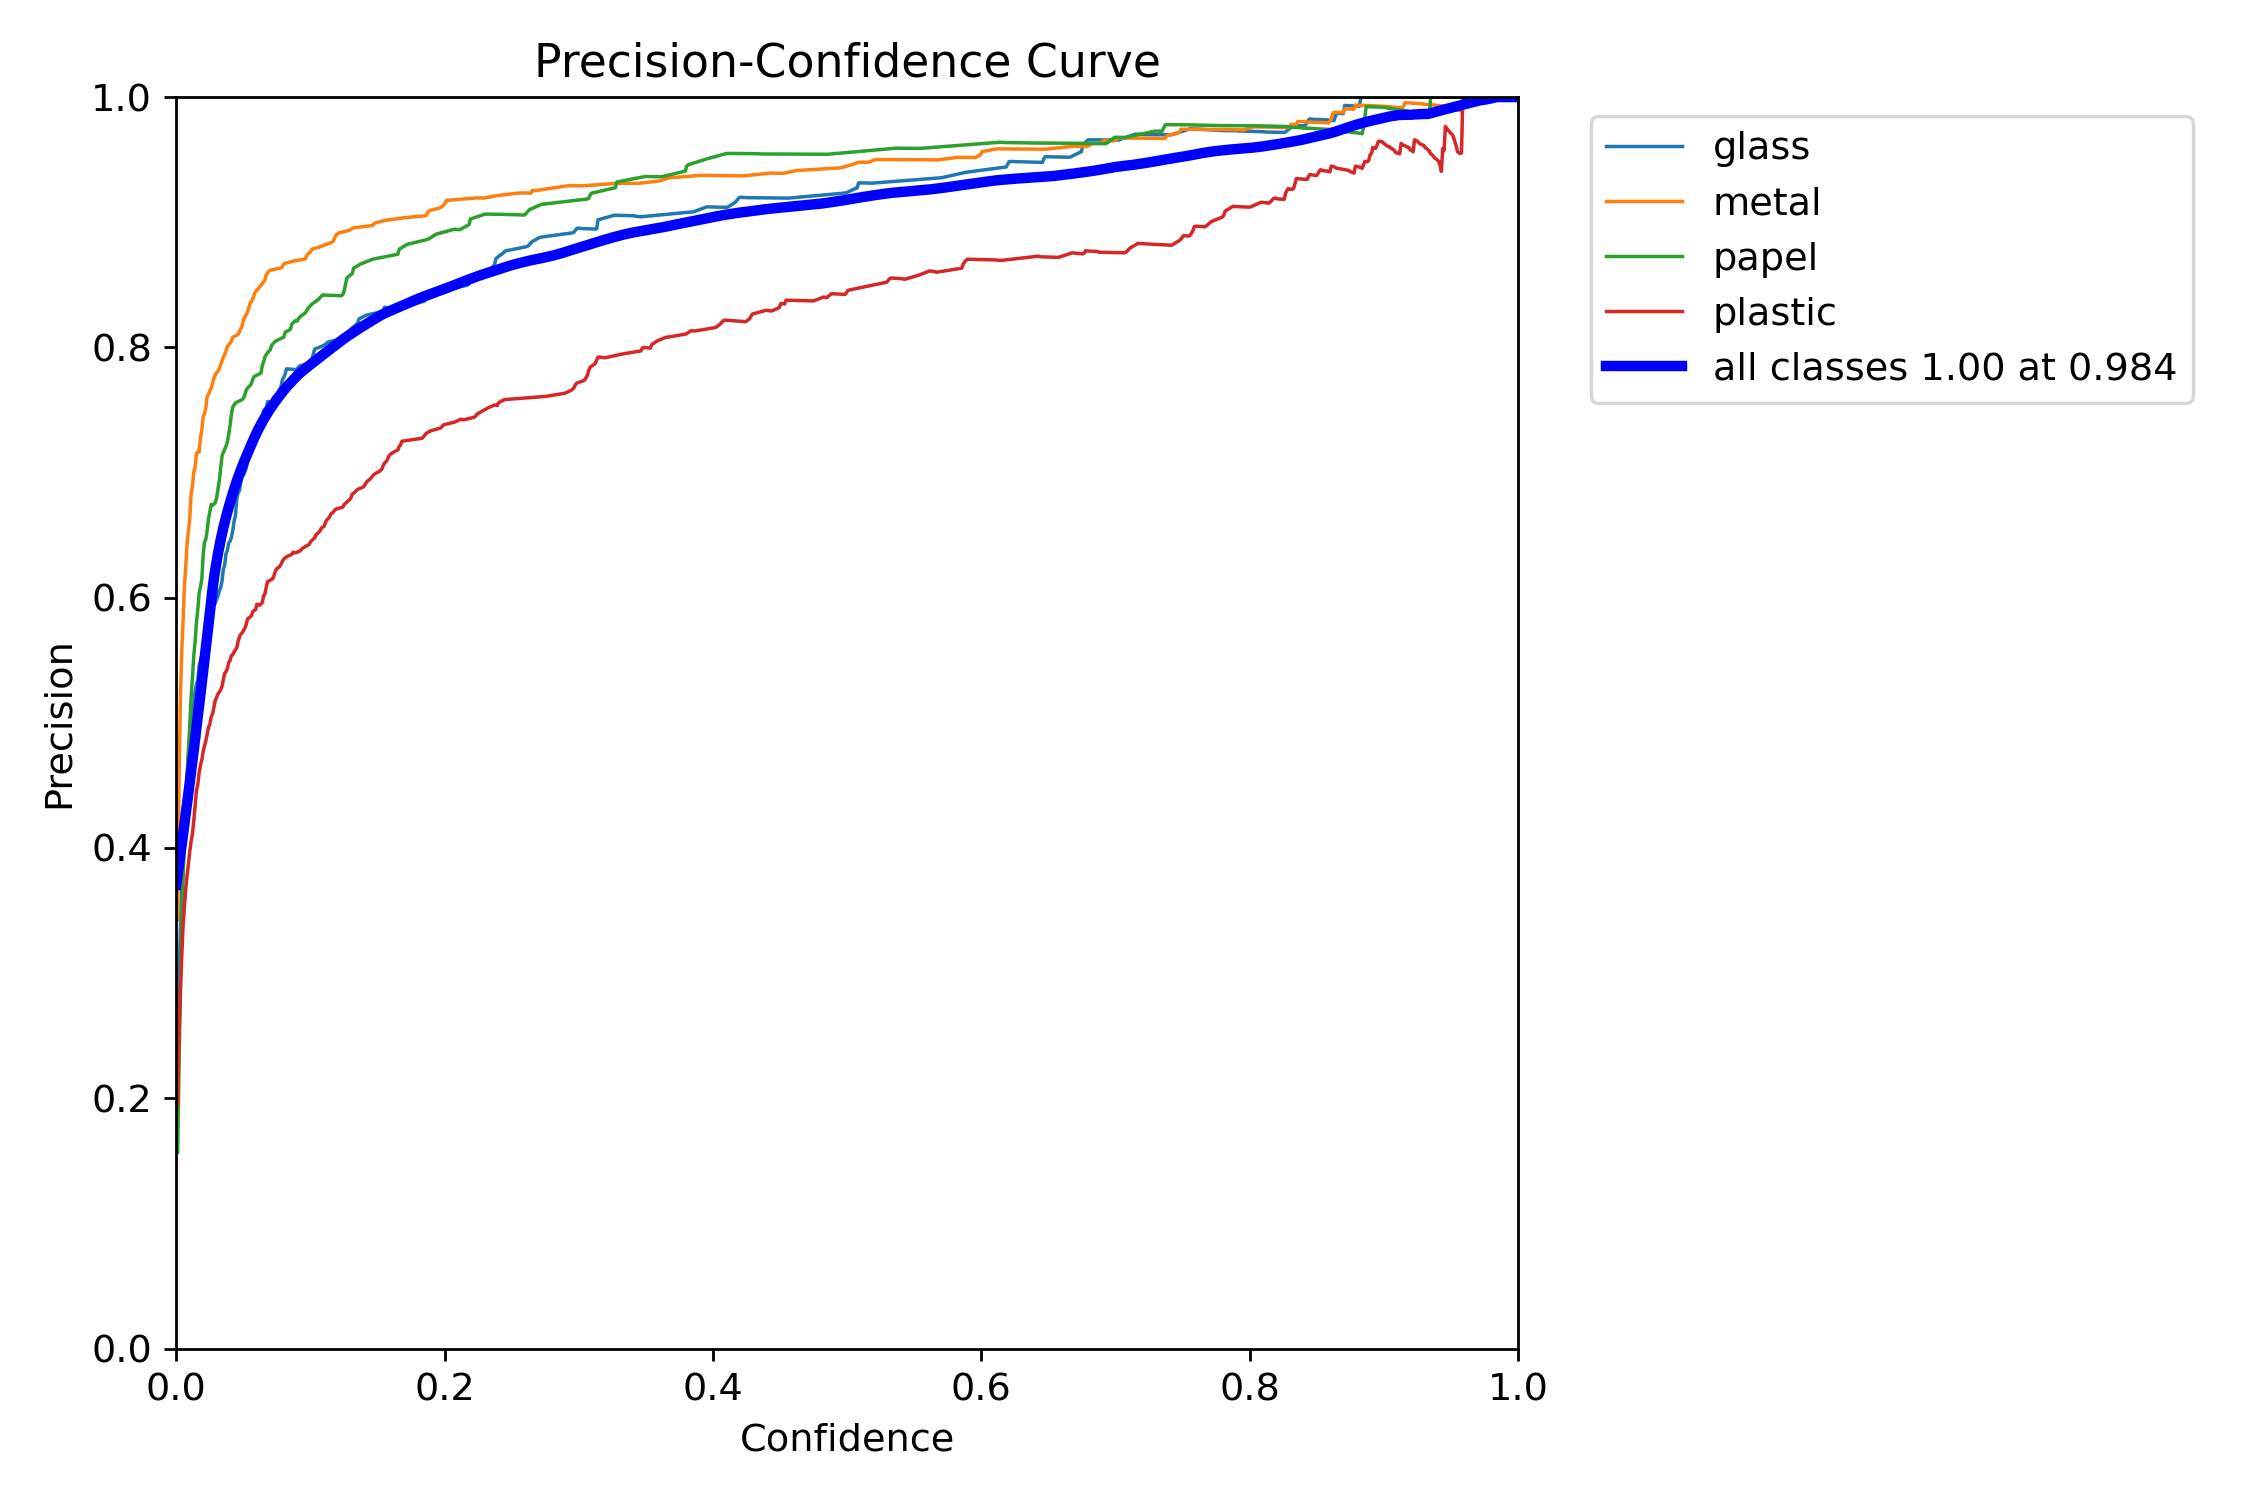 Precision-Confidence Curve
1.0
0.8
0.6
0.4
0.2
0.0
Precision
0.0 0.2 0.4 0.6 0.8 1.0
Confidence
glass
metal
papel
plastic
all classes 1.00 at 0.984